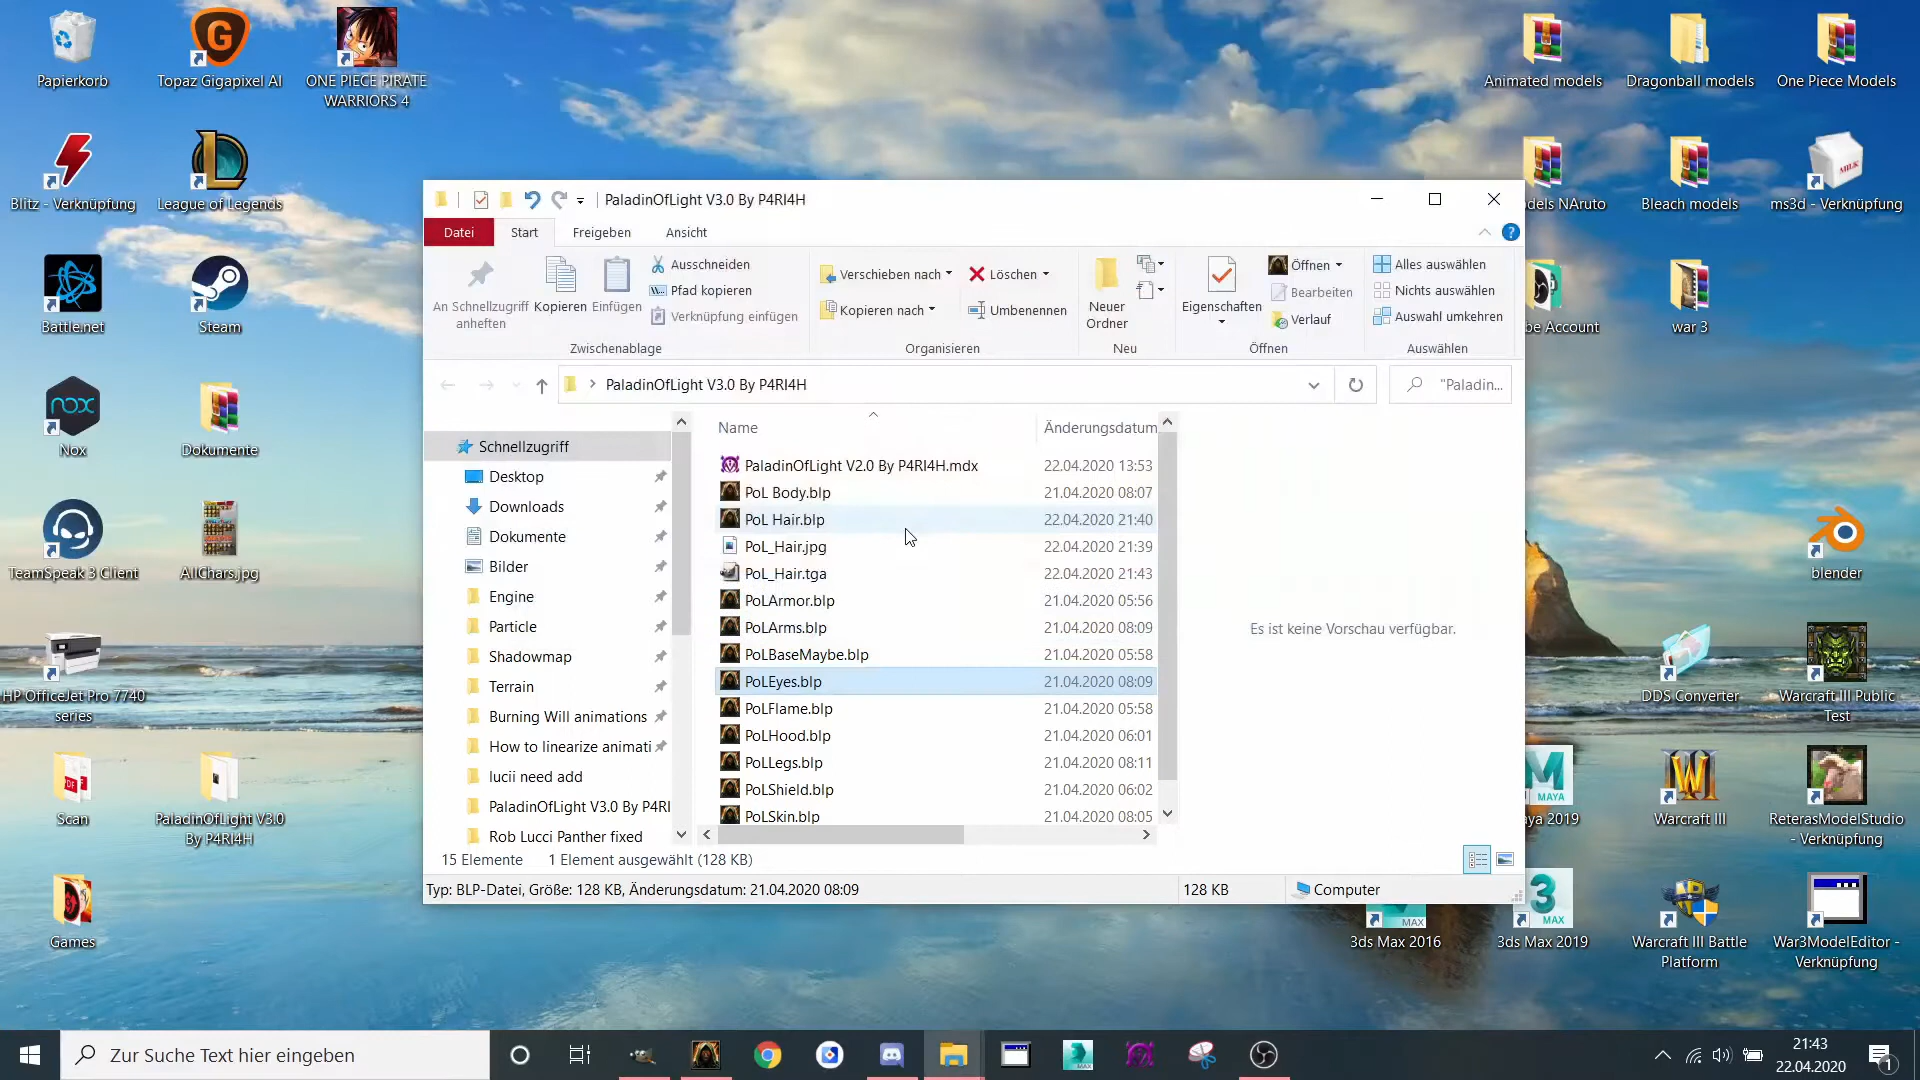 Papierkorb
Topaz Gigapixel AI
ONE PIECE PIRATE
WARRIORS 4
Animated models
Dragonball models
One Piece Models
Blitz - Verknüpfung
League of Legends
dels NAruto
Bleach models
MILK
ms3d - Verknüpfung
Battle.net
Steam
be Account
war 3
nox
Nox
Dokumente
TeamSpeak 3 Client
AllChars.jpg
blender
HP OfficeJet Pro 7740
series
DDS Converter
Warcraft III Public
Test
PDF
Scan
PaladinOfLight V3.0
By P4RI4H
MAYA
aya 2019
Warcraft III
ReterasModelStudio
- Verknüpfung
Games
MAX
3ds Max 2016
3
MAX
3ds Max 2019
Warcraft III Battle
Platform
War3ModelEditor -
Verknüpfung
PaladinOfLight V3.0 By P4RI4H
Datei
Start
Freigeben
Ansicht
?
An Schnellzugriff
anheften
Kopieren
Einfügen
Ausschneiden
Pfad kopieren
Verknüpfung einfügen
Zwischenablage
Verschieben nach
Kopieren nach
Löschen
Umbenennen
Organisieren
Neuer
Ordner
Neu
Eigenschaften
Öffnen
Bearbeiten
Verlauf
Öffnen
Alles auswählen
Nichts auswählen
Auswahl umkehren
Auswählen
PaladinOfLight V3.0 By P4RI4H
"Paladin...
Schnellzugriff
Desktop
Downloads
Dokumente
Bilder
Engine
Particle
Shadowmap
Terrain
Burning Will animations
How to linearize animati
lucii need add
PaladinOfLight V3.0 By P4RI
Rob Lucci Panther fixed
Name
Änderungsdatum
PaladinOfLight V2.0 By P4RI4H.mdx
22.04.2020 13:53
PoL Body.blp
21.04.2020 08:07
PoL Hair.blp
22.04.2020 21:40
PoL_Hair.jpg
22.04.2020 21:39
PoL_Hair.tga
22.04.2020 21:43
PoLArmor.blp
21.04.2020 05:56
PoLArms.blp
21.04.2020 08:09
PoLBaseMaybe.blp
21.04.2020 05:58
PoLEyes.blp
21.04.2020 08:09
PoLFlame.blp
21.04.2020 05:58
PoLHood.blp
21.04.2020 06:01
PoLLegs.blp
21.04.2020 08:11
PoLShield.blp
21.04.2020 06:02
PoLSkin.blp
21.04.2020 08:05
Es ist keine Vorschau verfügbar.
15 Elemente
1 Element ausgewählt (128 KB)
Typ: BLP-Datei, Größe: 128 KB, Änderungsdatum: 21.04.2020 08:09
128 KB
Computer
Zur Suche Text hier eingeben
21:43
22.04.2020
1